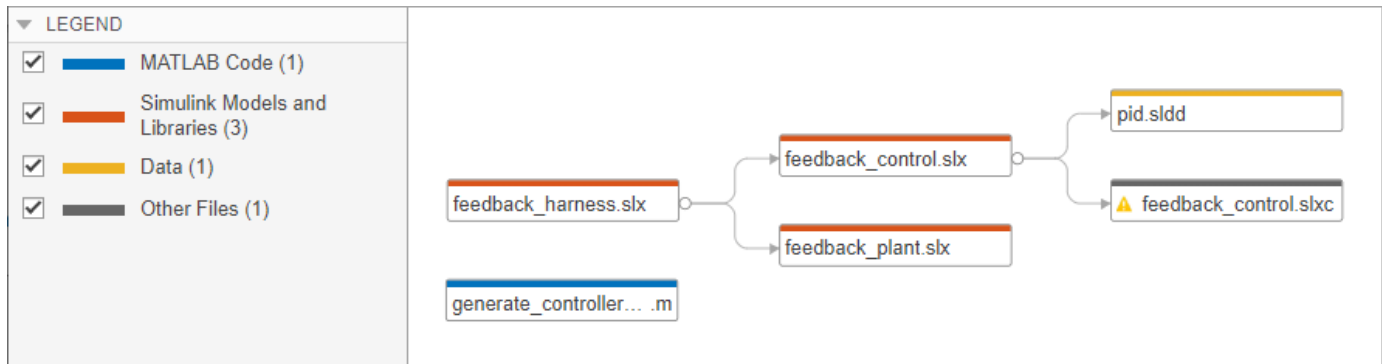 LEGEND
MATLAB Code (1)
Simulink Models and
Libraries (3)
Data (1)
Other Files (1)
feedback_harness.slx
generate_controller... .m
feedback_control.slx
feedback_plant.slx
pid.sldd
feedback_control.slxc